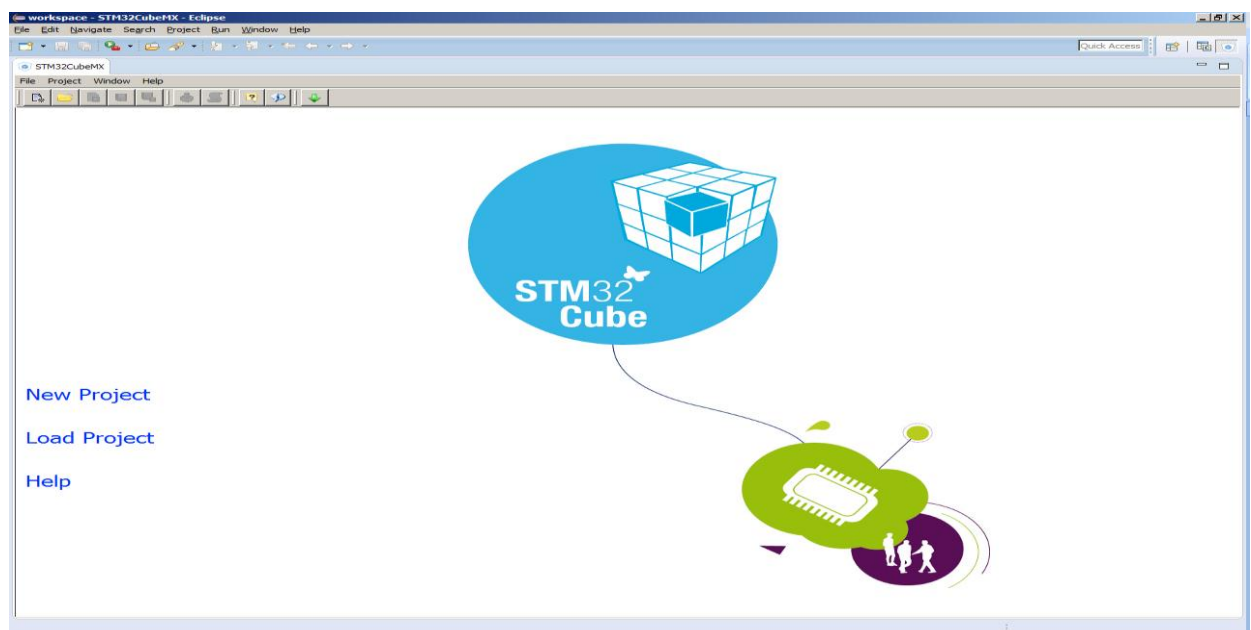 workspace - STM32CubeMX - Eclipse
File Edit Navigate Search Project Run Window Help
Quick Access
STM32CubeMX
File Project Window Help
STM32
Cube
New Project
Load Project
Help